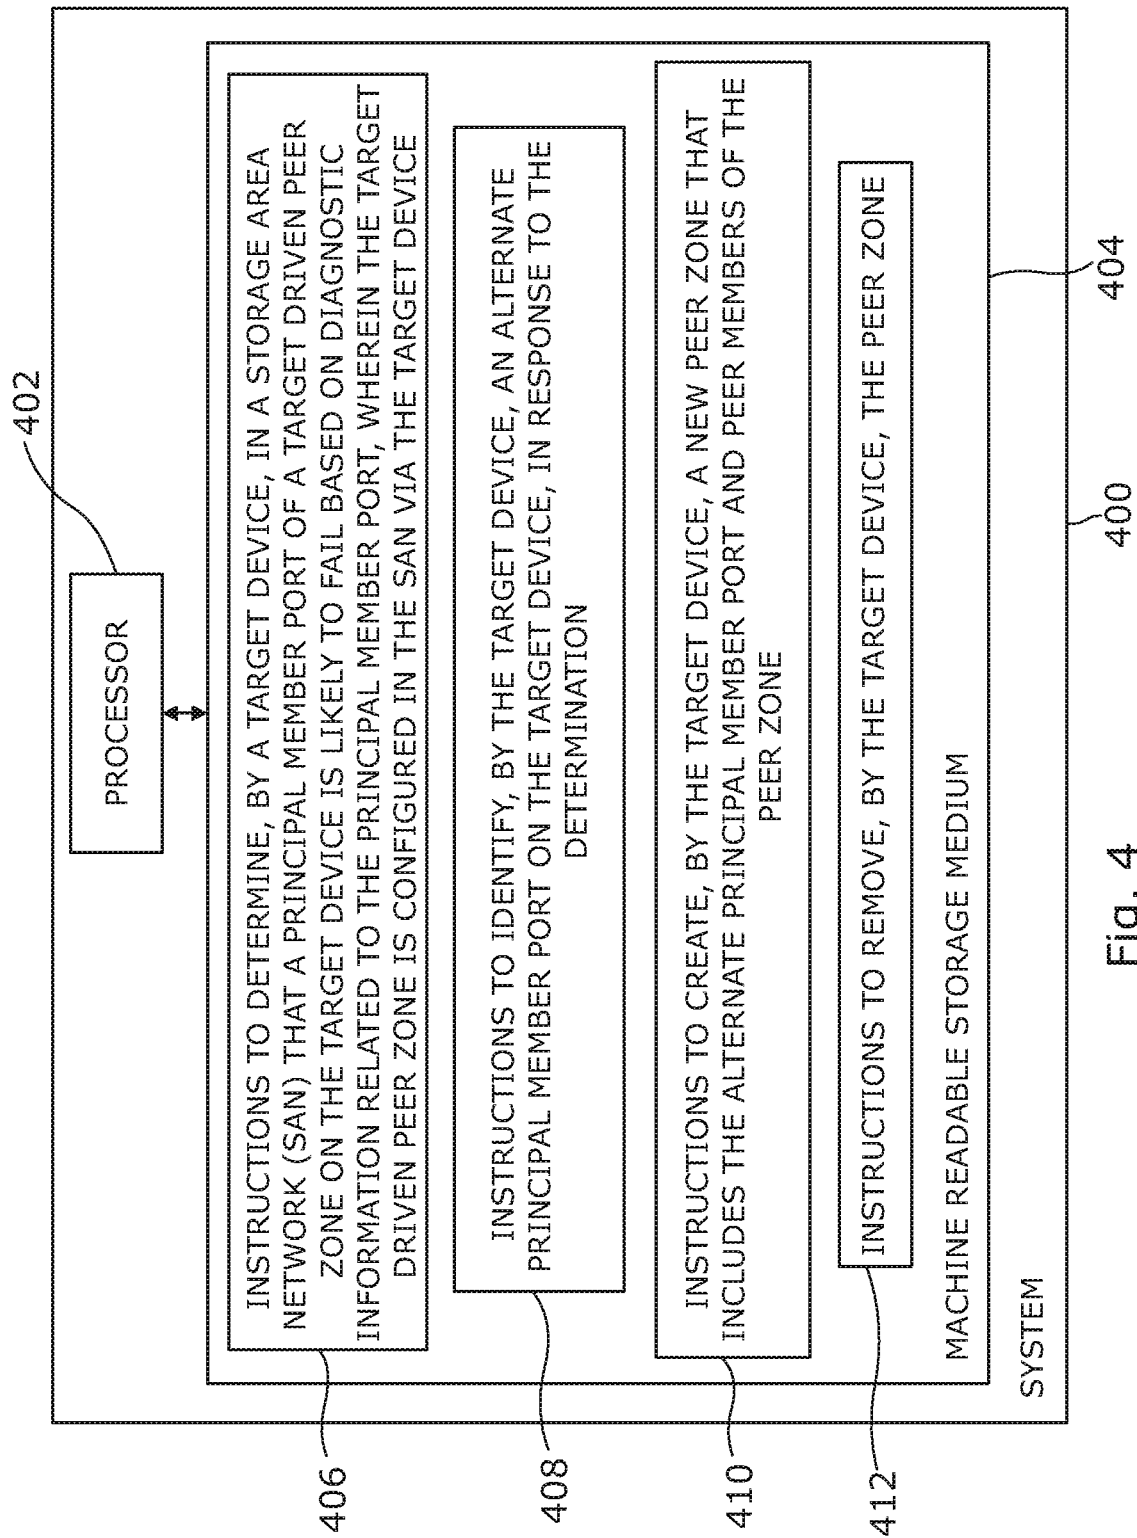 402
PROCESSOR
INSTRUCTIONS TO DETERMINE, BY A TARGET DEVICE, IN A STORAGE AREA
NETWORK (SAN) THAT A PRINCIPAL MEMBER PORT OF A TARGET DRIVEN PEER
ZONE ON THE TARGET DEVICE IS LIKELY TO FAIL BASED ON DIAGNOSTIC
INFORMATION RELATED TO THE PRINCIPAL MEMBER PORT, WHEREIN THE TARGET
DRIVEN PEER ZONE IS CONFIGURED IN THE SAN VIA THE TARGET DEVICE
406
INSTRUCTIONS TO IDENTIFY, BY THE TARGET DEVICE, AN ALTERNATE
PRINCIPAL MEMBER PORT ON THE TARGET DEVICE, IN RESPONSE TO THE
DETERMINATION
408
INSTRUCTIONS TO CREATE, BY THE TARGET DEVICE, A NEW PEER ZONE THAT
INCLUDES THE ALTERNATE PRINCIPAL MEMBER PORT AND PEER MEMBERS OF THE
PEER ZONE
410
INSTRUCTIONS TO REMOVE, BY THE TARGET DEVICE, THE PEER ZONE
412
MACHINE READABLE STORAGE MEDIUM
404
SYSTEM
400
Fig. 4